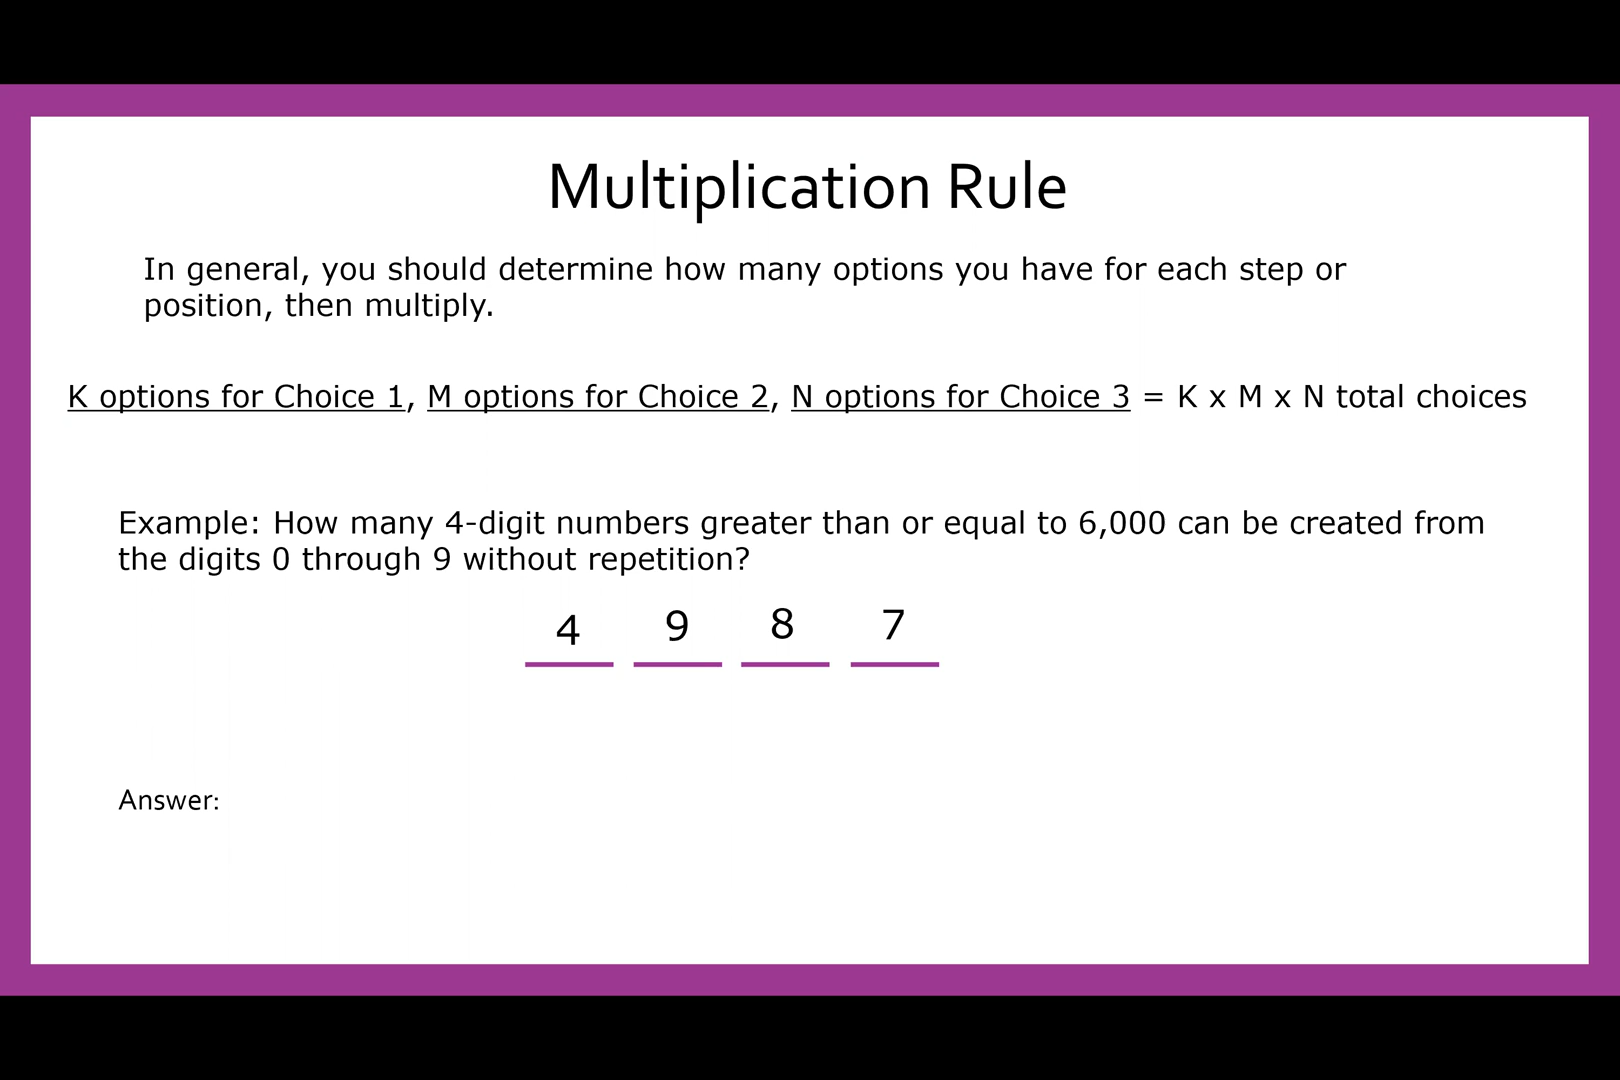 Multiplication Rule
In general, you should determine how many options you have for each step or
position, then multiply.
K options for Choice 1, M options for Choice 2, N options for Choice 3 = K x M x N total choices
Example: How many 4-digit numbers greater than or equal to 6,000 can be created from
the digits 0 through 9 without repetition?
4 9 8 7
Answer: